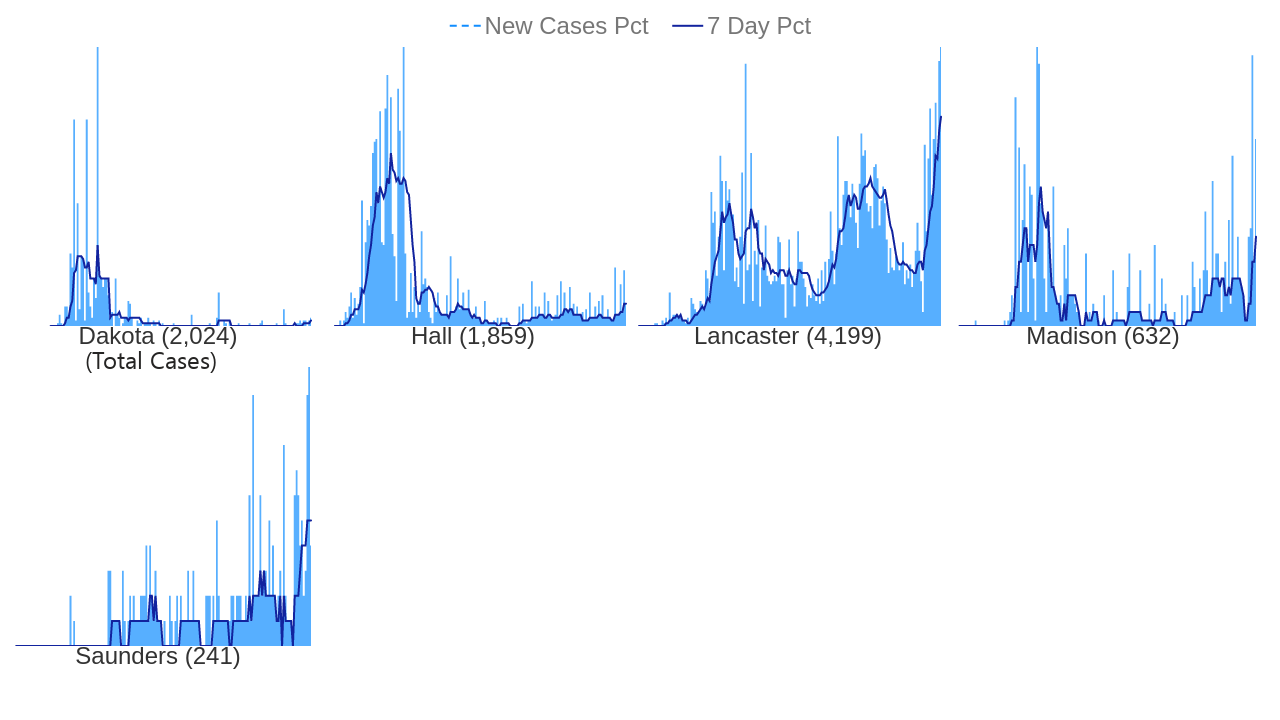 New Cases Pct 7 Day Pct
Dakota (2,024) Hall (1,859) Lancaster (4,199) Madison (632)
(Total Cases)
Saunders (241)